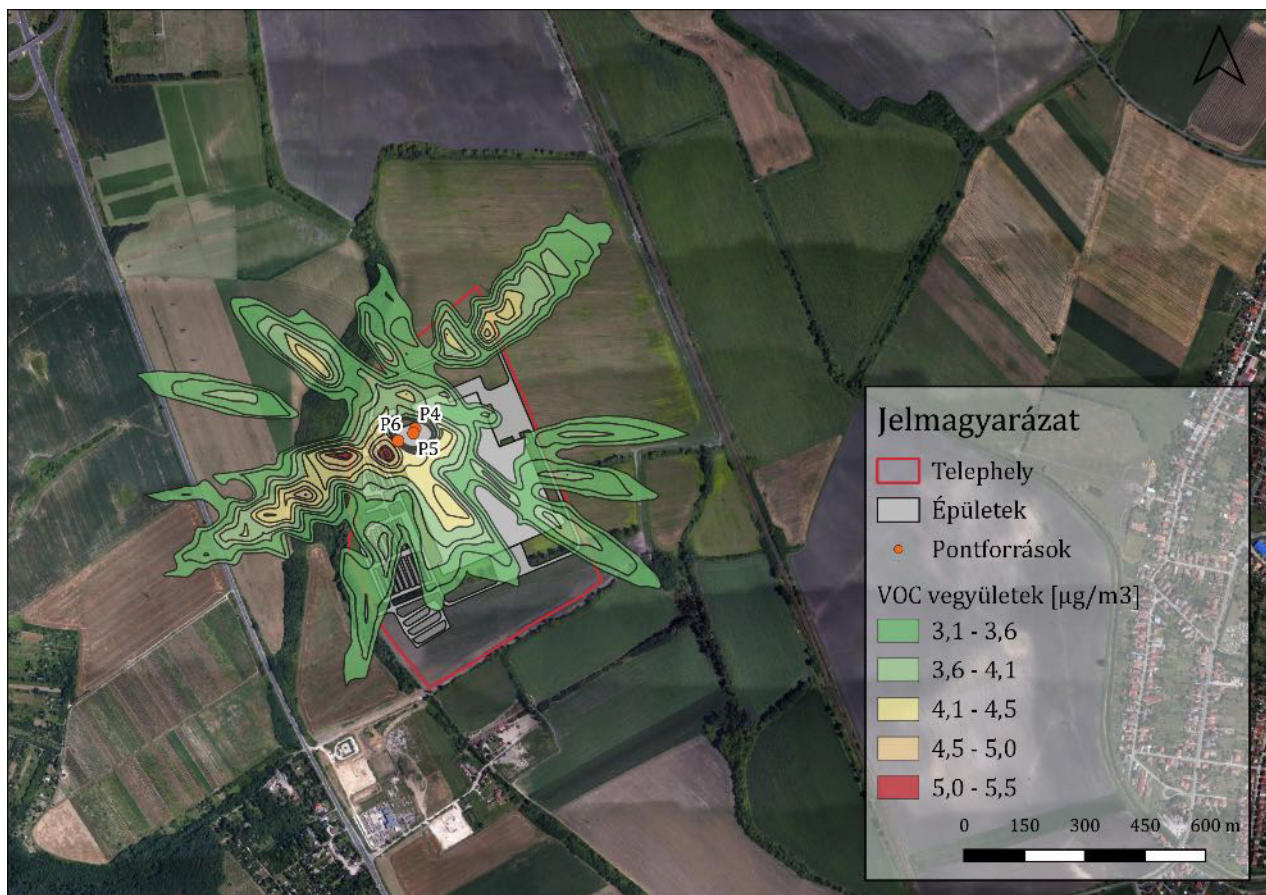 P4
P6
P5
Jelmagyarázat
Telephely
Épületek
Pontforrások
VOC vegyületek [µg/m3]
3,1 - 3,6
3,6 - 4,1
4,1 - 4,5
4,5 - 5,0
5,0 - 5,5
0 150 300 450 600 m